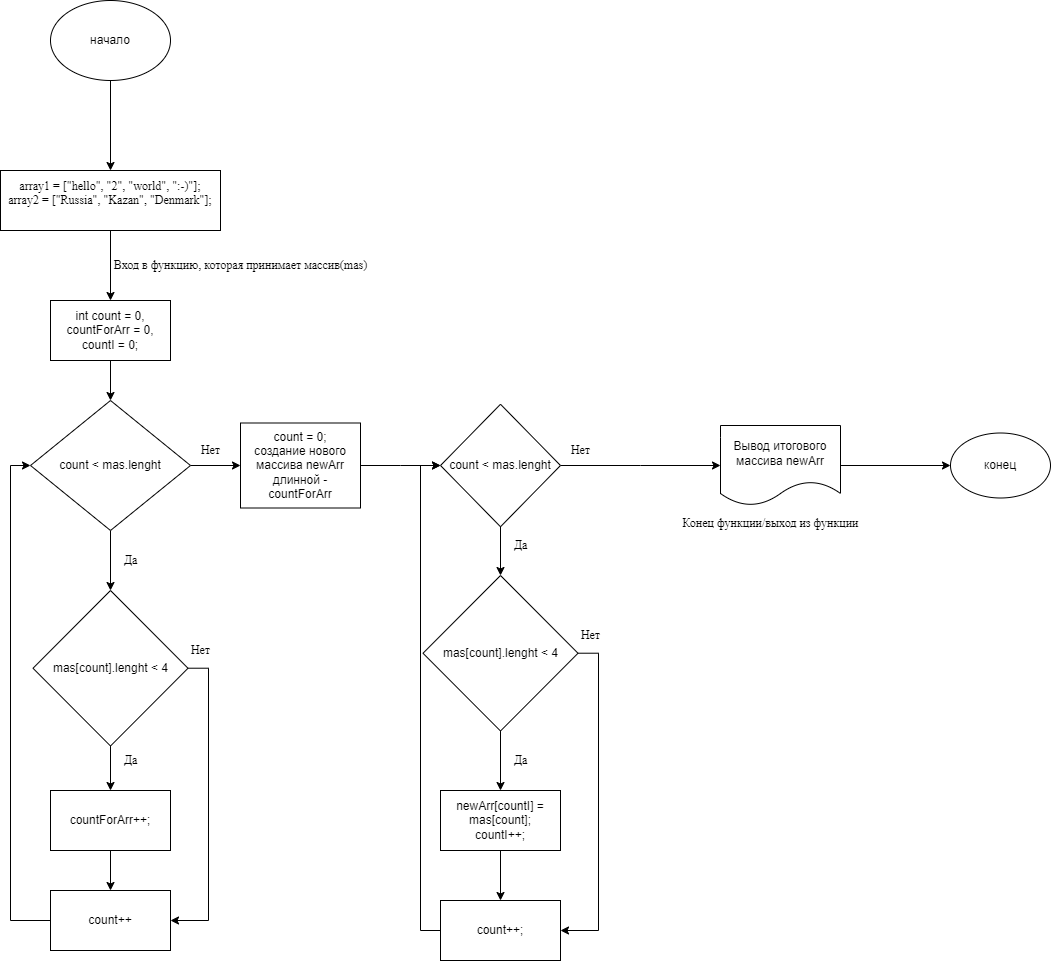 начало
array1 = ["hello", "2", "world", ":-)"];
array2 = ["Russia", "Kazan", "Denmark"];
Вход в функцию, которая принимает массив(mas)
int count = 0,
countForArr = 0,
countI = 0;
count < mas.lenght
Нет
count = 0;
создание нового
массива newArr
длинной -
countForArr
count < mas.lenght
Нет
Вывод итогового
массива newArr
конец
Конец функции/выход из функции
Да
mas[count].lenght < 4
Нет
Да
countForArr++;
count++
Да
mas[count].lenght < 4
Нет
Да
newArr[countI] =
mas[count];
countI++;
count++;